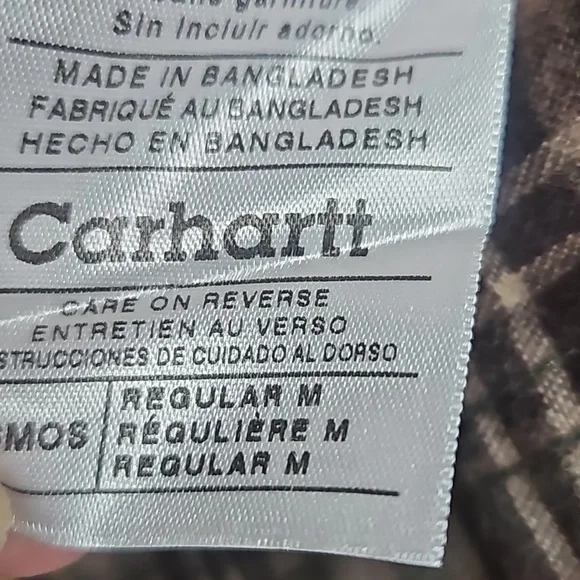 garniture
Sin Incluir adorno.
MADE IN BANGLADESH
FABRIQUÉ AU BANGLADESH
HECHO EN BANGLADESH
Carhartt
CARE ON REVERSE
ENTRETIEN AU VERSO
STRUCCIONES DE CUIDADO AL DORSO
REGULAR M
MOS RÉGULIÈRE M
REGULAR M